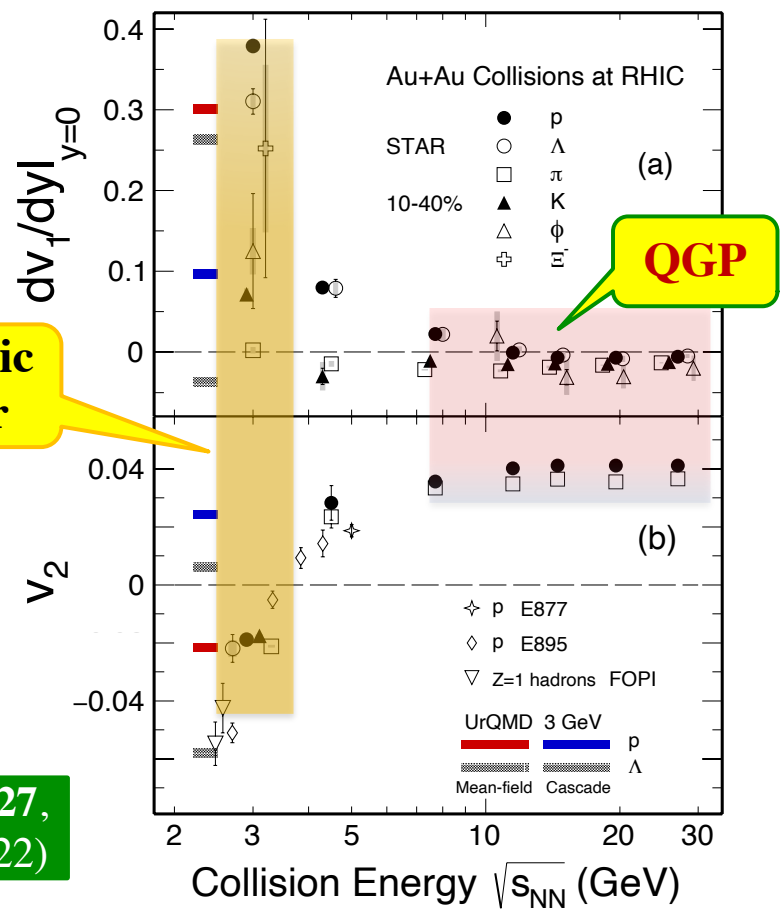 0.4
0.3
0.2
0.1
0
dv₁/dy|y=0
Au+Au Collisions at RHIC
p
STAR Λ
π
10-40% K
ϕ
Ξ⁻
(a)
QGP
ic
r
0.04
0
−0.04
v₂
(b)
p E877
p E895
Z=1 hadrons FOPI
UrQMD 3 GeV
p
Λ
Mean-field Cascade
27,
22)
2 3 4 5 10 20 30
Collision Energy √sNN (GeV)